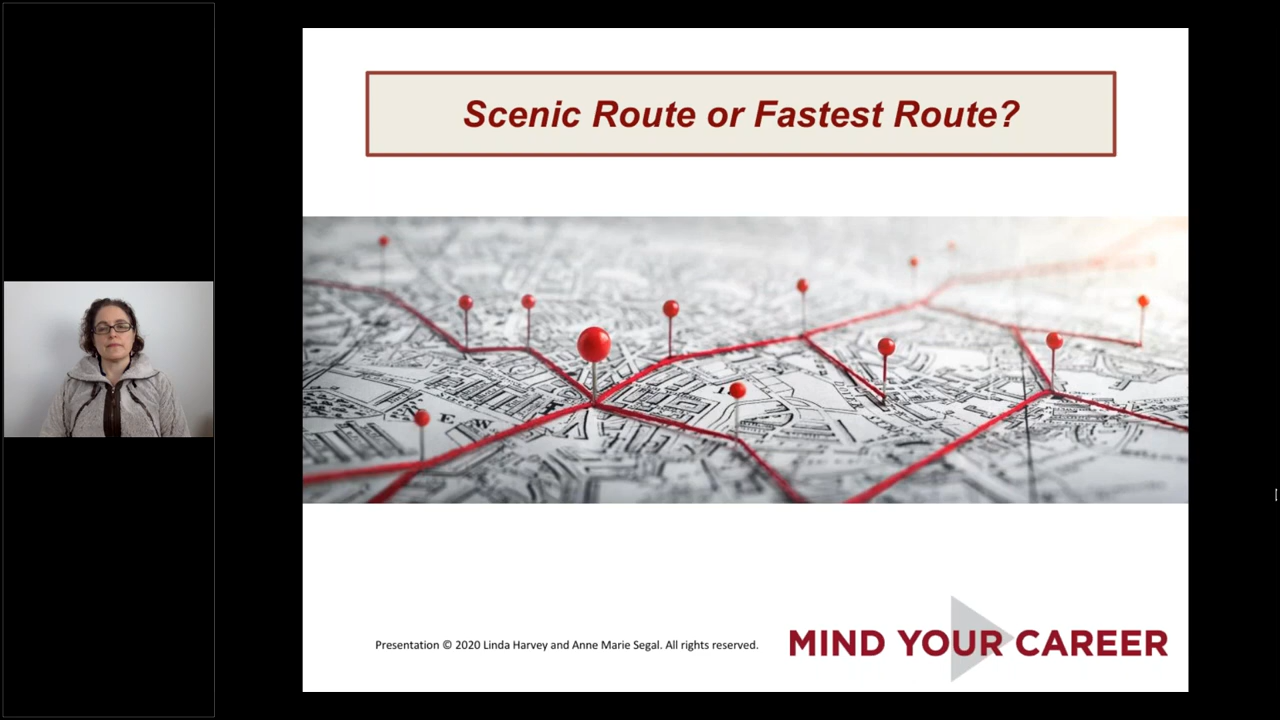 Scenic Route or Fastest Route?
Presentation © 2020 Linda Harvey and Anne Marie Segal. All rights reserved.
MIND YOUR CAREER